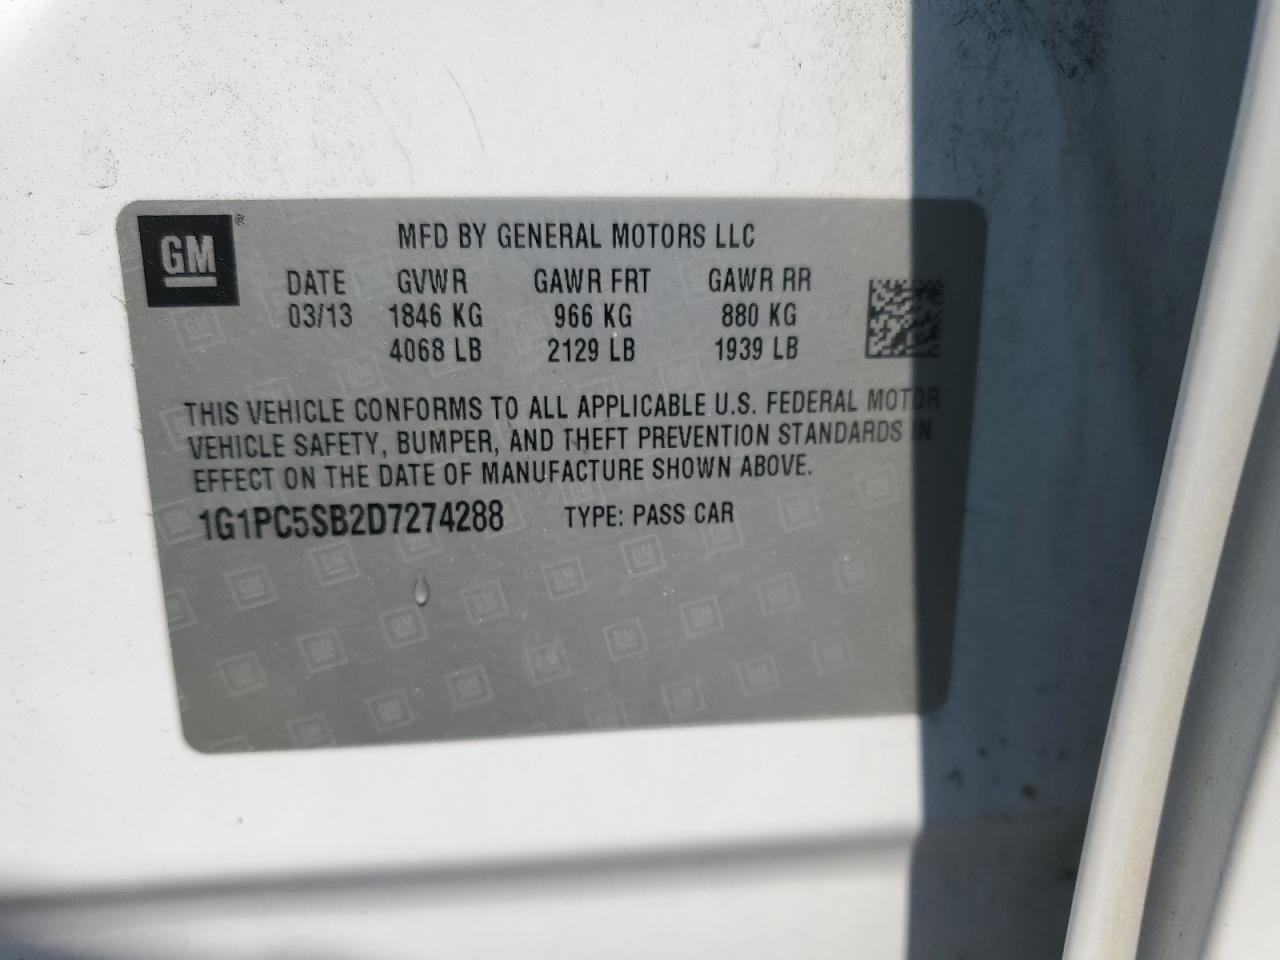 GM®
MFD BY GENERAL MOTORS LLC
DATE GVWR GAWR FRT GAWR RR
03/13 1846 KG 966 KG 880 KG
4068 LB 2129 LB 1939 LB
THIS VEHICLE CONFORMS TO ALL APPLICABLE U.S. FEDERAL MOTOR
VEHICLE SAFETY, BUMPER, AND THEFT PREVENTION STANDARDS IN
EFFECT ON THE DATE OF MANUFACTURE SHOWN ABOVE.
1G1PC5SB2D7274288 TYPE: PASS CAR